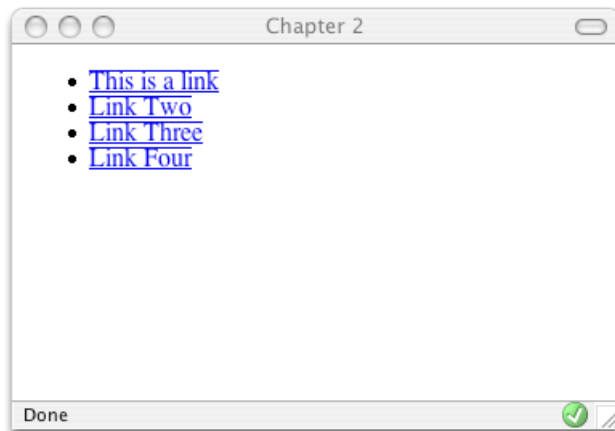 Chapter 2
This is a link
Link Two
Link Three
Link Four
Done